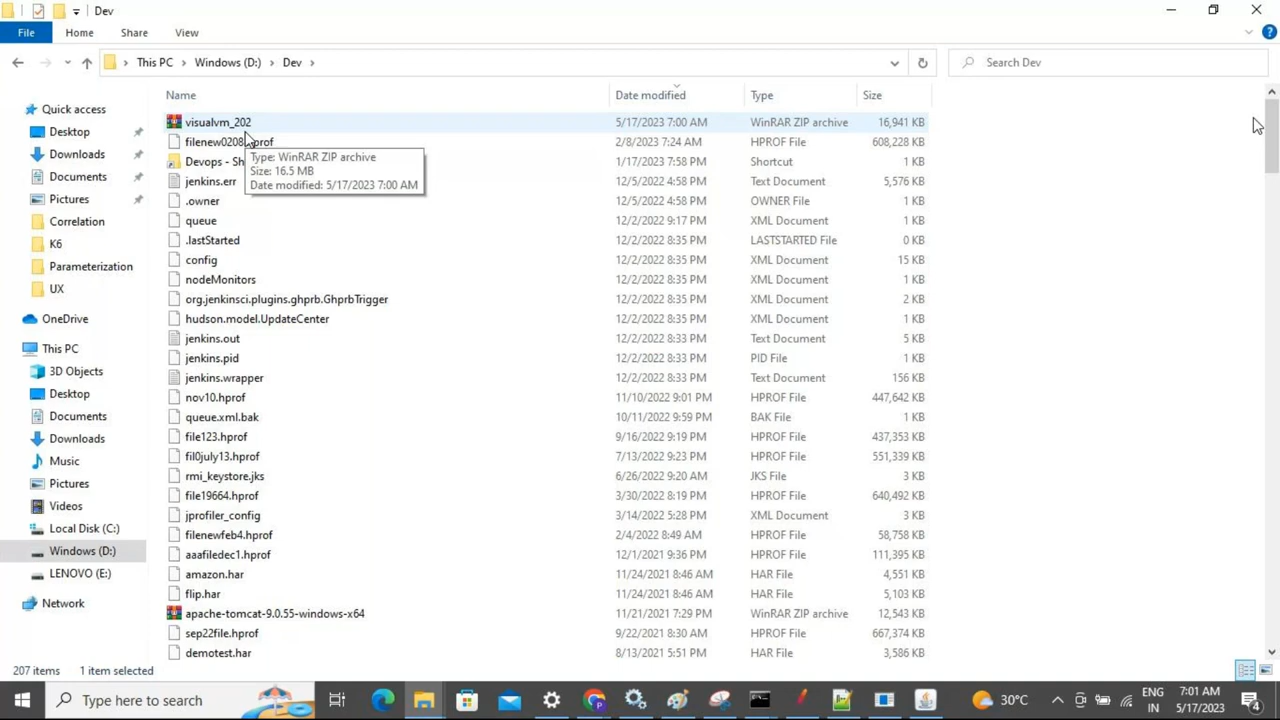 Dev
File Home Share View
This PC Windows (D:) Dev
Search Dev
Name Date modified Type Size
Quick access
Desktop
Downloads
Documents
Pictures
Correlation
K6
Parameterization
UX
OneDrive
This PC
3D Objects
Desktop
Documents
Downloads
Music
Pictures
Videos
Local Disk (C:)
Windows (D:)
LENOVO (E:)
Network
visualvm_202 5/17/2023 7:00 AM WinRAR ZIP archive 16,941 KB
filenew0208.hprof 2/8/2023 7:24 AM HPROF File 608,228 KB
Devops - Sh 1/17/2023 7:58 PM Shortcut 1 KB
Type: WinRAR ZIP archive
Size: 16.5 MB
Date modified: 5/17/2023 7:00 AM
jenkins.err 12/5/2022 4:58 PM Text Document 5,576 KB
.owner 12/5/2022 4:58 PM OWNER File 1 KB
queue 12/2/2022 9:17 PM XML Document 1 KB
.lastStarted 12/2/2022 8:35 PM LASTSTARTED File 0 KB
config 12/2/2022 8:35 PM XML Document 15 KB
nodeMonitors 12/2/2022 8:35 PM XML Document 1 KB
org.jenkinsci.plugins.ghprb.GhprbTrigger 12/2/2022 8:35 PM XML Document 2 KB
hudson.model.UpdateCenter 12/2/2022 8:35 PM XML Document 1 KB
jenkins.out 12/2/2022 8:33 PM Text Document 5 KB
jenkins.pid 12/2/2022 8:33 PM PID File 1 KB
jenkins.wrapper 12/2/2022 8:33 PM Text Document 156 KB
nov10.hprof 11/10/2022 9:01 PM HPROF File 447,642 KB
queue.xml.bak 10/11/2022 9:59 PM BAK File 1 KB
file123.hprof 9/16/2022 9:19 PM HPROF File 437,353 KB
fil0july13.hprof 7/13/2022 9:23 PM HPROF File 551,339 KB
rmi_keystore.jks 6/26/2022 9:20 AM JKS File 3 KB
file19664.hprof 3/30/2022 8:19 PM HPROF File 640,492 KB
jprofiler_config 3/14/2022 5:28 PM XML Document 3 KB
filenewfeb4.hprof 2/4/2022 8:49 AM HPROF File 58,758 KB
aaafiledec1.hprof 12/1/2021 9:36 PM HPROF File 111,395 KB
amazon.har 11/24/2021 8:46 AM HAR File 4,551 KB
flip.har 11/24/2021 8:46 AM HAR File 5,103 KB
apache-tomcat-9.0.55-windows-x64 11/21/2021 7:29 PM WinRAR ZIP archive 12,543 KB
sep22file.hprof 9/22/2021 8:30 AM HPROF File 667,374 KB
demotest.har 8/13/2021 5:51 PM HAR File 3,586 KB
207 items 1 item selected
Type here to search
30°C
ENG
IN
7:01 AM
5/17/2023
4